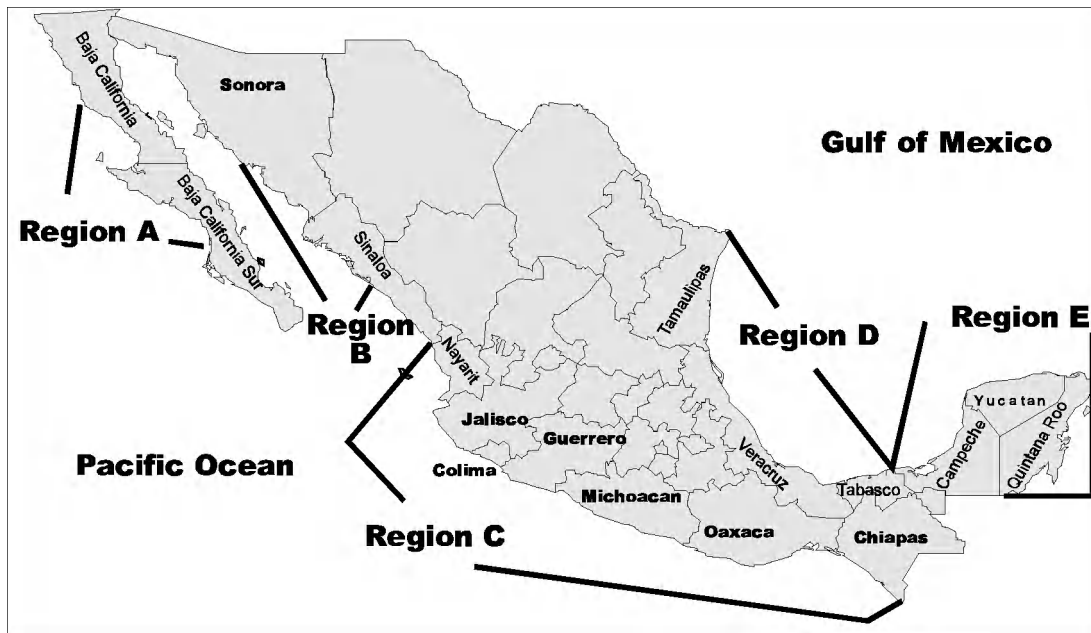 Baja California
Sonora
Gulf of Mexico
Baja California Sur
Region A
Sinaloa
Tamaulipas
Region
B
Region D
Region E
Nayarit
Yucatan
Jalisco
Guerrero
Quintana Roo
Campeche
Veracruz
Pacific Ocean
Colima
Michoacan
Tabasco
Oaxaca
Chiapas
Region C